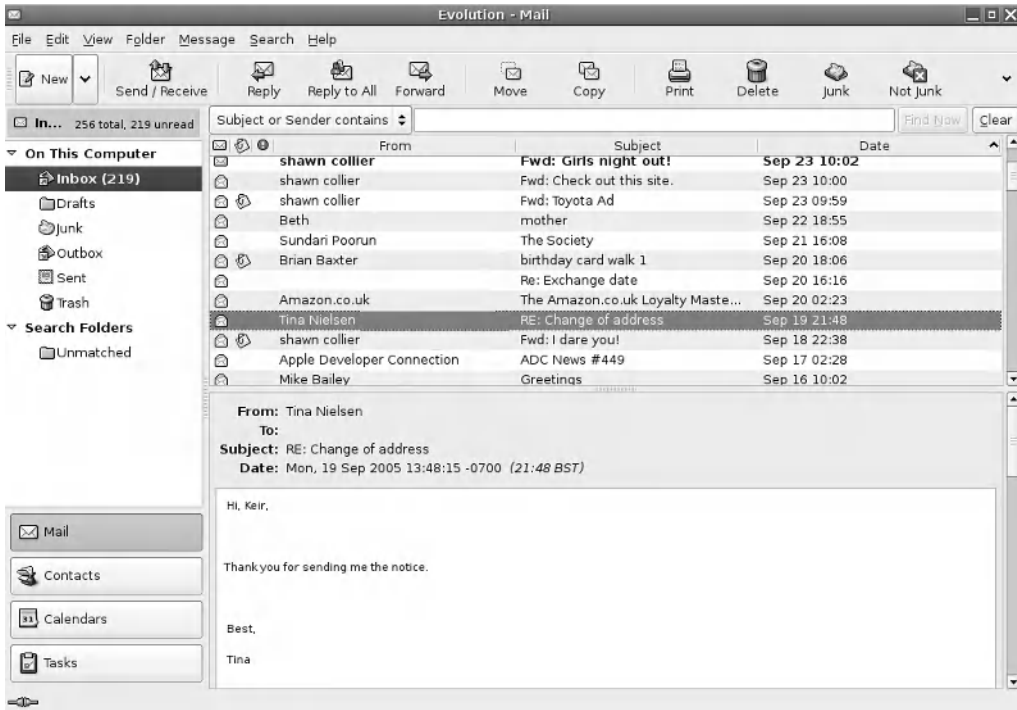 Evolution - Mail
File Edit View Folder Message Search Help
New Send / Receive Reply Reply to All Forward Move Copy Print Delete Junk Not Junk
In... 256 total, 219 unread
Subject or Sender contains Find Now Clear
On This Computer
Inbox (219)
Drafts
Junk
Outbox
Sent
Trash
Search Folders
Unmatched
From Subject Date
shawn collier Fwd: Girls night out! Sep 23 10:02
shawn collier Fwd: Check out this site. Sep 23 10:00
shawn collier Fwd: Toyota Ad Sep 23 09:59
Beth mother Sep 22 18:55
Sundari Poorun The Society Sep 21 16:08
Brian Baxter birthday card walk 1 Sep 20 18:06
Re: Exchange date Sep 20 16:16
Amazon.co.uk The Amazon.co.uk Loyalty Maste... Sep 20 02:23
Tina Nielsen RE: Change of address Sep 19 21:48
shawn collier Fwd: I dare you! Sep 18 22:38
Apple Developer Connection ADC News #449 Sep 17 02:28
Mike Bailey Greetings Sep 16 10:02
From: Tina Nielsen
To:
Subject: RE: Change of address
Date: Mon, 19 Sep 2005 13:48:15 -0700 (21:48 BST)
Hi, Keir,
Thank you for sending me the notice.
Best,
Tina
Mail
Contacts
31 Calendars
Tasks